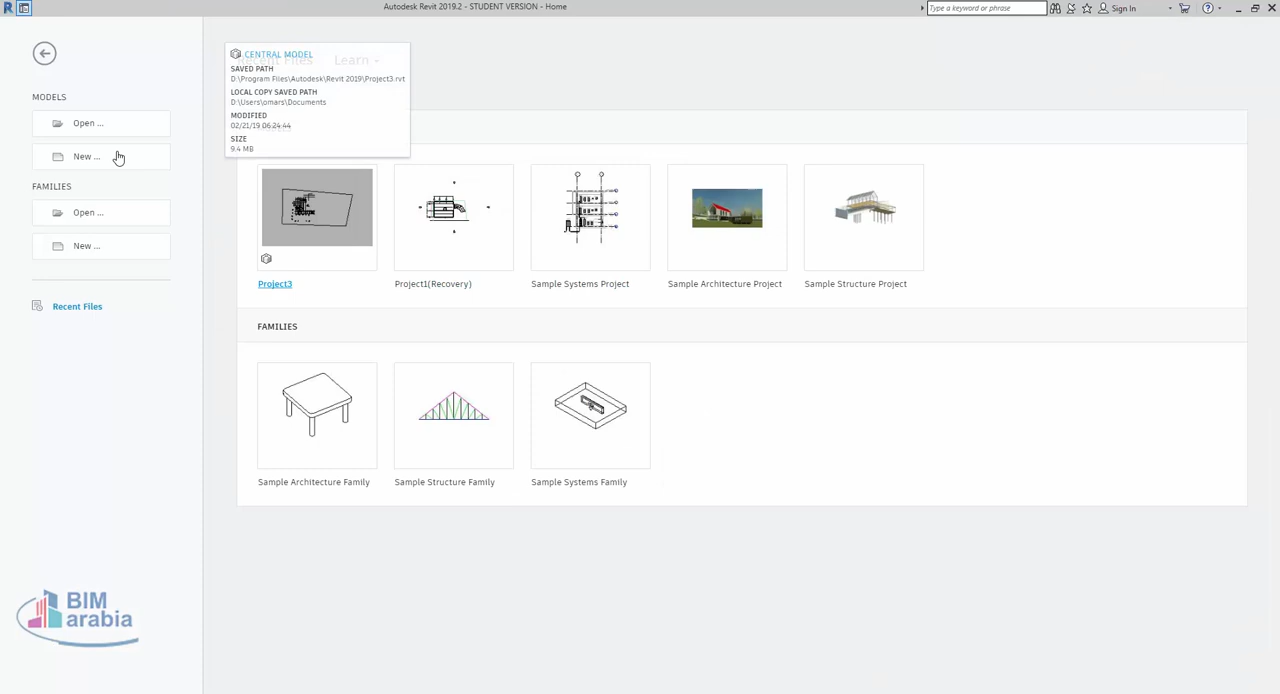 Autodesk Revit 2019.2 - STUDENT VERSION - Home
Type a keyword or phrase
Sign In
MODELS
Open ...
New ...
FAMILIES
Open ...
New ...
Recent Files
BIM
arabia
Recent Files
Learn
CENTRAL MODEL
SAVED PATH
D:\Program Files\Autodesk\Revit 2019\Project3.rvt
LOCAL COPY SAVED PATH
D:\Users\omars\Documents
MODIFIED
02/21/19 06:24:44
SIZE
9.4 MB
Project3
Project1(Recovery)
Sample Systems Project
Sample Architecture Project
Sample Structure Project
FAMILIES
Sample Architecture Family
Sample Structure Family
Sample Systems Family